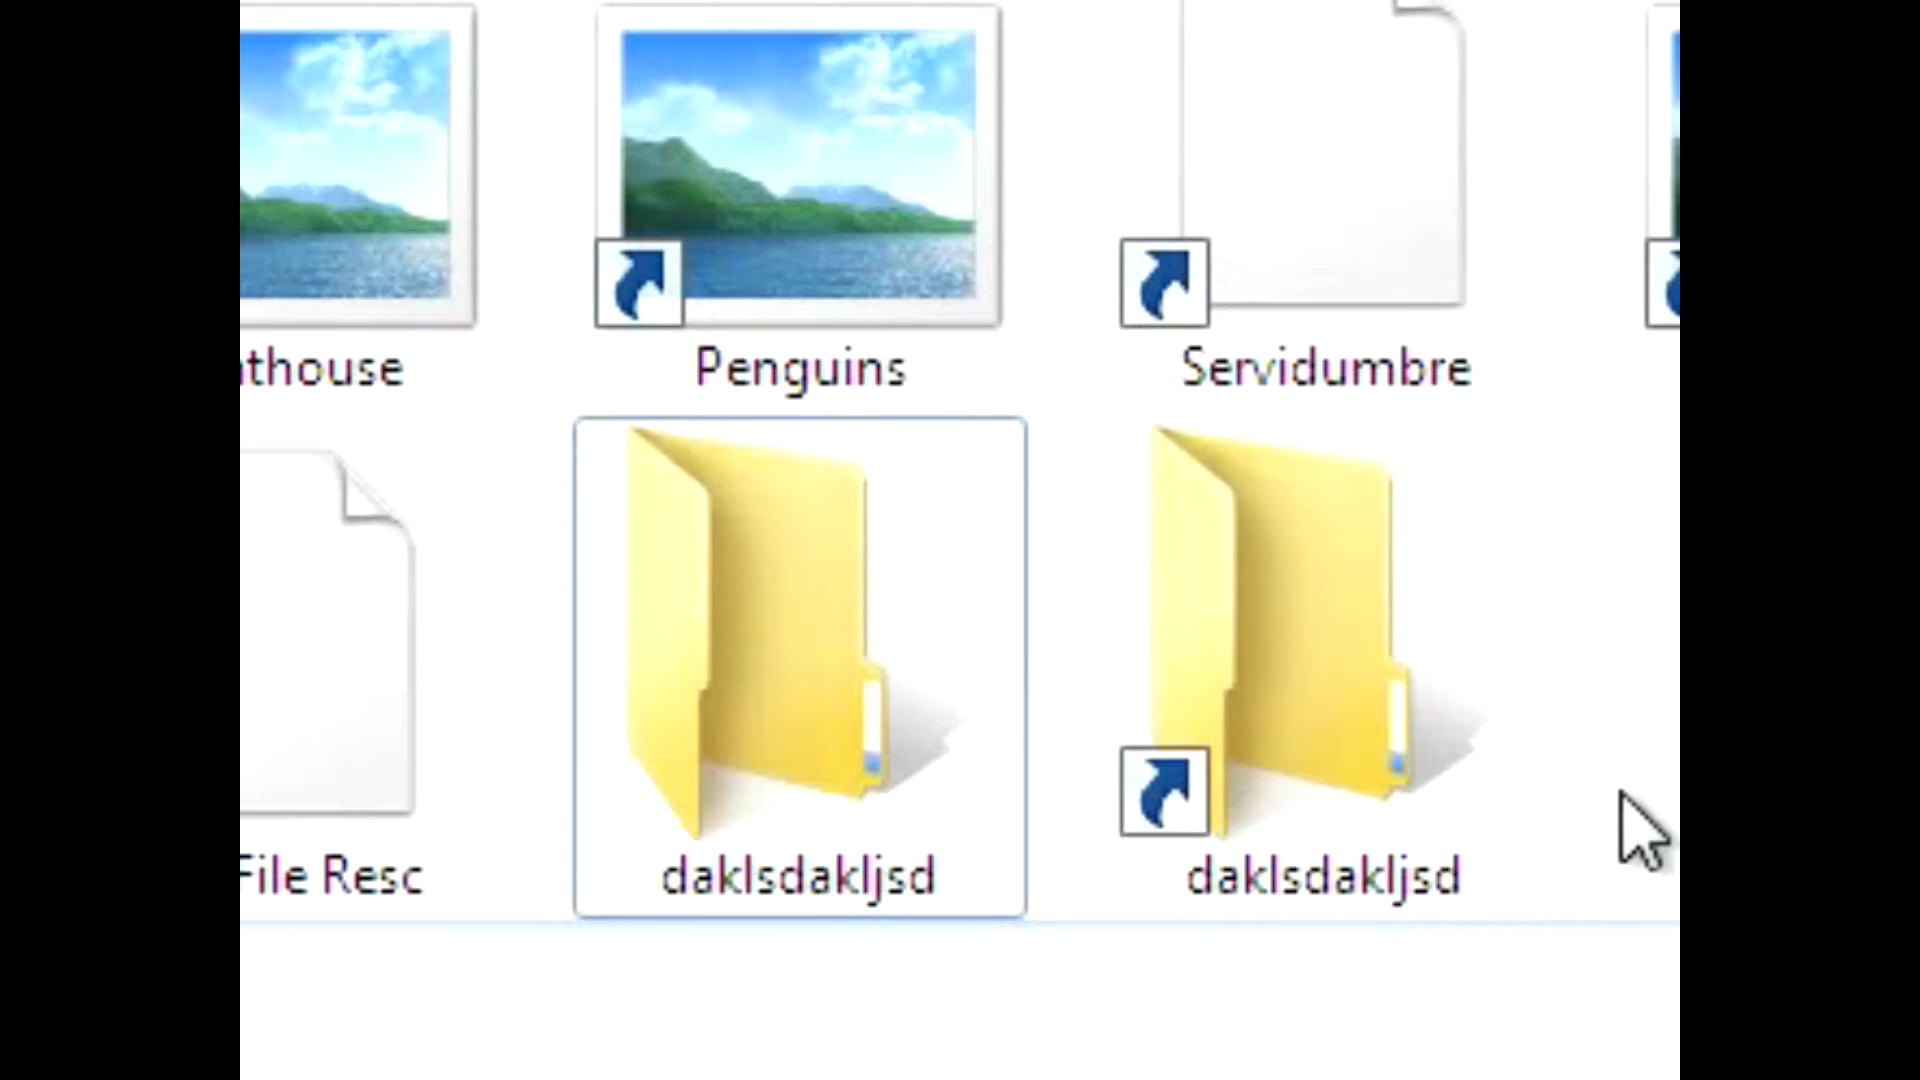 thouse
Penguins
Servidumbre
File Resc
daklsdakljsd
daklsdakljsd